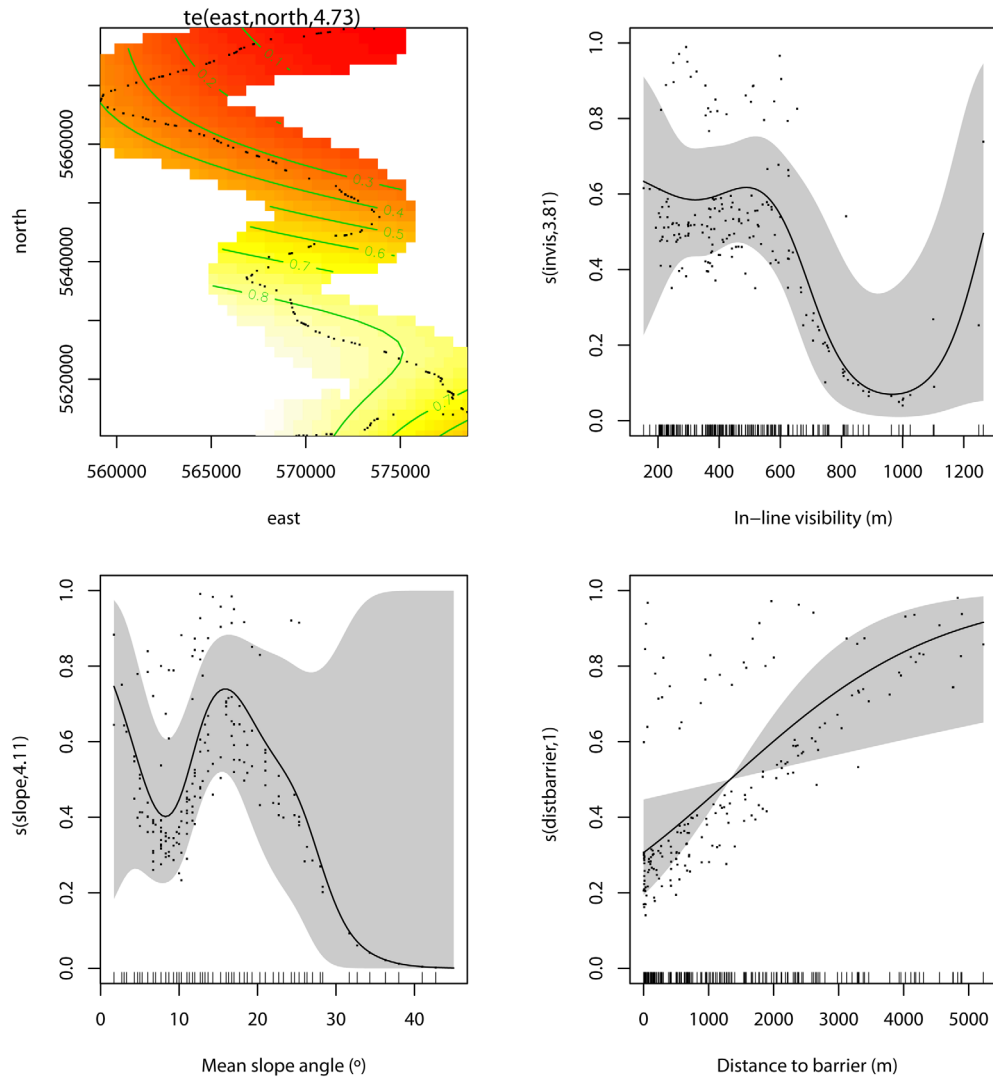 te(east,north,4.73)
north
5620000 5640000 5660000
0.3
0.4
0.5
0.6
0.7
0.8
560000 565000 570000 575000
east
s(invis,3.81)
0.0 0.2 0.4 0.6 0.8 1.0
200 400 600 800 1000 1200
In−line visibility (m)
s(slope,4.11)
0.0 0.2 0.4 0.6 0.8 1.0
0 10 20 30 40
Mean slope angle (º)
s(distbarrier,1)
0.0 0.2 0.4 0.6 0.8 1.0
0 1000 2000 3000 4000 5000
Distance to barrier (m)